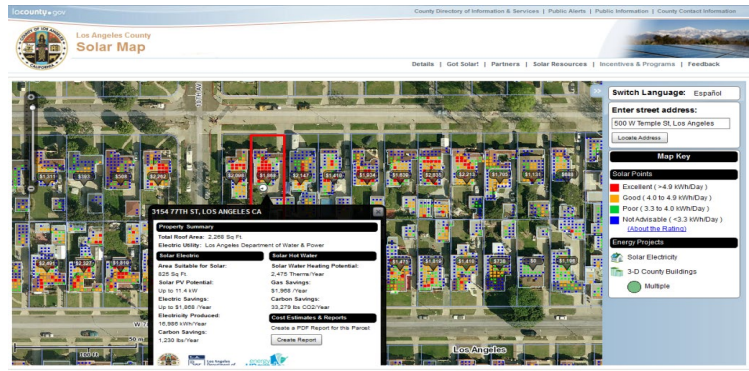 lacounty.gov
County Directory of Information & Services | Public Alerts | Public Information | County Contact Information
Los Angeles County
Solar Map
Details | Got Solar! | Partners | Solar Resources | Incentives & Programs | Feedback
Switch Language: Español
Enter street address:
500 W Temple St, Los Angeles
Locate Address
Map Key
Solar Points
Excellent ( >4.9 kWh/Day )
Good ( 4.0 to 4.9 kWh/Day )
Poor ( 3.3 to 4.0 kWh/Day )
Not Advisable ( <3.3 kWh/Day )
(About the Rating)
Energy Projects
Solar Electricity
3-D County Buildings
Multiple
3154 77TH ST, LOS ANGELES CA
Property Summary
Total Roof Area: 2,268 Sq Ft.
Electric Utility: Los Angeles Department of Water & Power
Solar Electric
Area Suitable for Solar:
825 Sq Ft.
Solar PV Potential:
Up to 11.4 kW
Electric Savings:
Up to $1,868 /Year
Electricity Produced:
16,986 kWh/Year
Carbon Savings:
1,230 lbs/Year
Solar Hot Water
Solar Water Heating Potential:
2,475 Therms/Year
Gas Savings:
$1,968 /Year
Carbon Savings:
33,279 lbs CO2/Year
Cost Estimates & Reports
Create a PDF Report for this Parcel
Create Report
50 m
Los Angeles